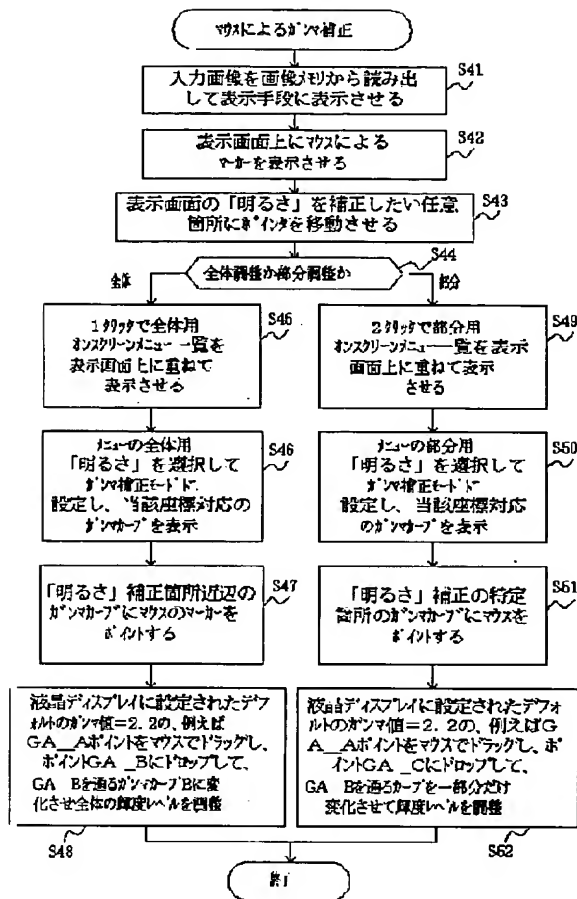 マウスによるガンマ補正
入力画像を画像メモリから読み出
して表示手段に表示させる
S41
表示画面上にマウスによる
マーカーを表示させる
S42
表示画面の「明るさ」を補正したい任意
箇所にポインタを移動させる
S43
全体調整か部分調整か
S44
全体
部分
1クリックで全体用
オンスクリーンメニュー一覧を
表示画面上に重ねて
表示させる
S45
メニューの全体用
「明るさ」を選択して
ガンマ補正モードに
設定し、当該座標対応の
ガンマカーブを表示
S46
「明るさ」補正箇所近辺の
ガンマカーブにマウスのマーカーを
ポイントする
S47
液晶ディスプレイに設定されたデフ
ォルトのガンマ値=2.2の、例えば
GA_Aポイントをマウスでドラッグし、
ポイントGA_Bにドロップして、
GA Bを通るガンマカーブBに変
化させ全体の輝度レベルを調整
S48
2クリックで部分用
オンスクリーンメニュー一覧を表示
画面上に重ねて表示
させる
S49
メニューの部分用
「明るさ」を選択して
ガンマ補正モードに
設定し、当該座標対応
のガンマカーブを表示
S50
「明るさ」補正の特定
箇所のガンマカーブにマウスを
ポイントする
S51
液晶ディスプレイに設定されたデフ
ォルトのガンマ値=2.2の、例えばG
A_Aポイントをマウスでドラッグし、ポ
イントGA_Cにドロップして、
GA Bを通るカーブを一部分だけ
変化させて輝度レベルを調整
S52
終了